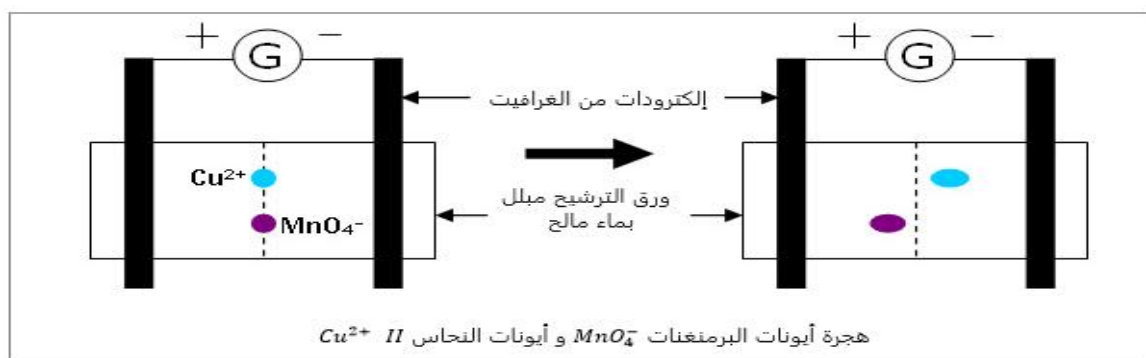 + G − + G −
إلكترودات من الغرافيت
Cu²⁺
ورق الترشيح مبلل
بماء مالح
MnO₄⁻
هجرة أيونات البرمنغنات MnO₄⁻ و أيونات النحاس Cu²⁺ II